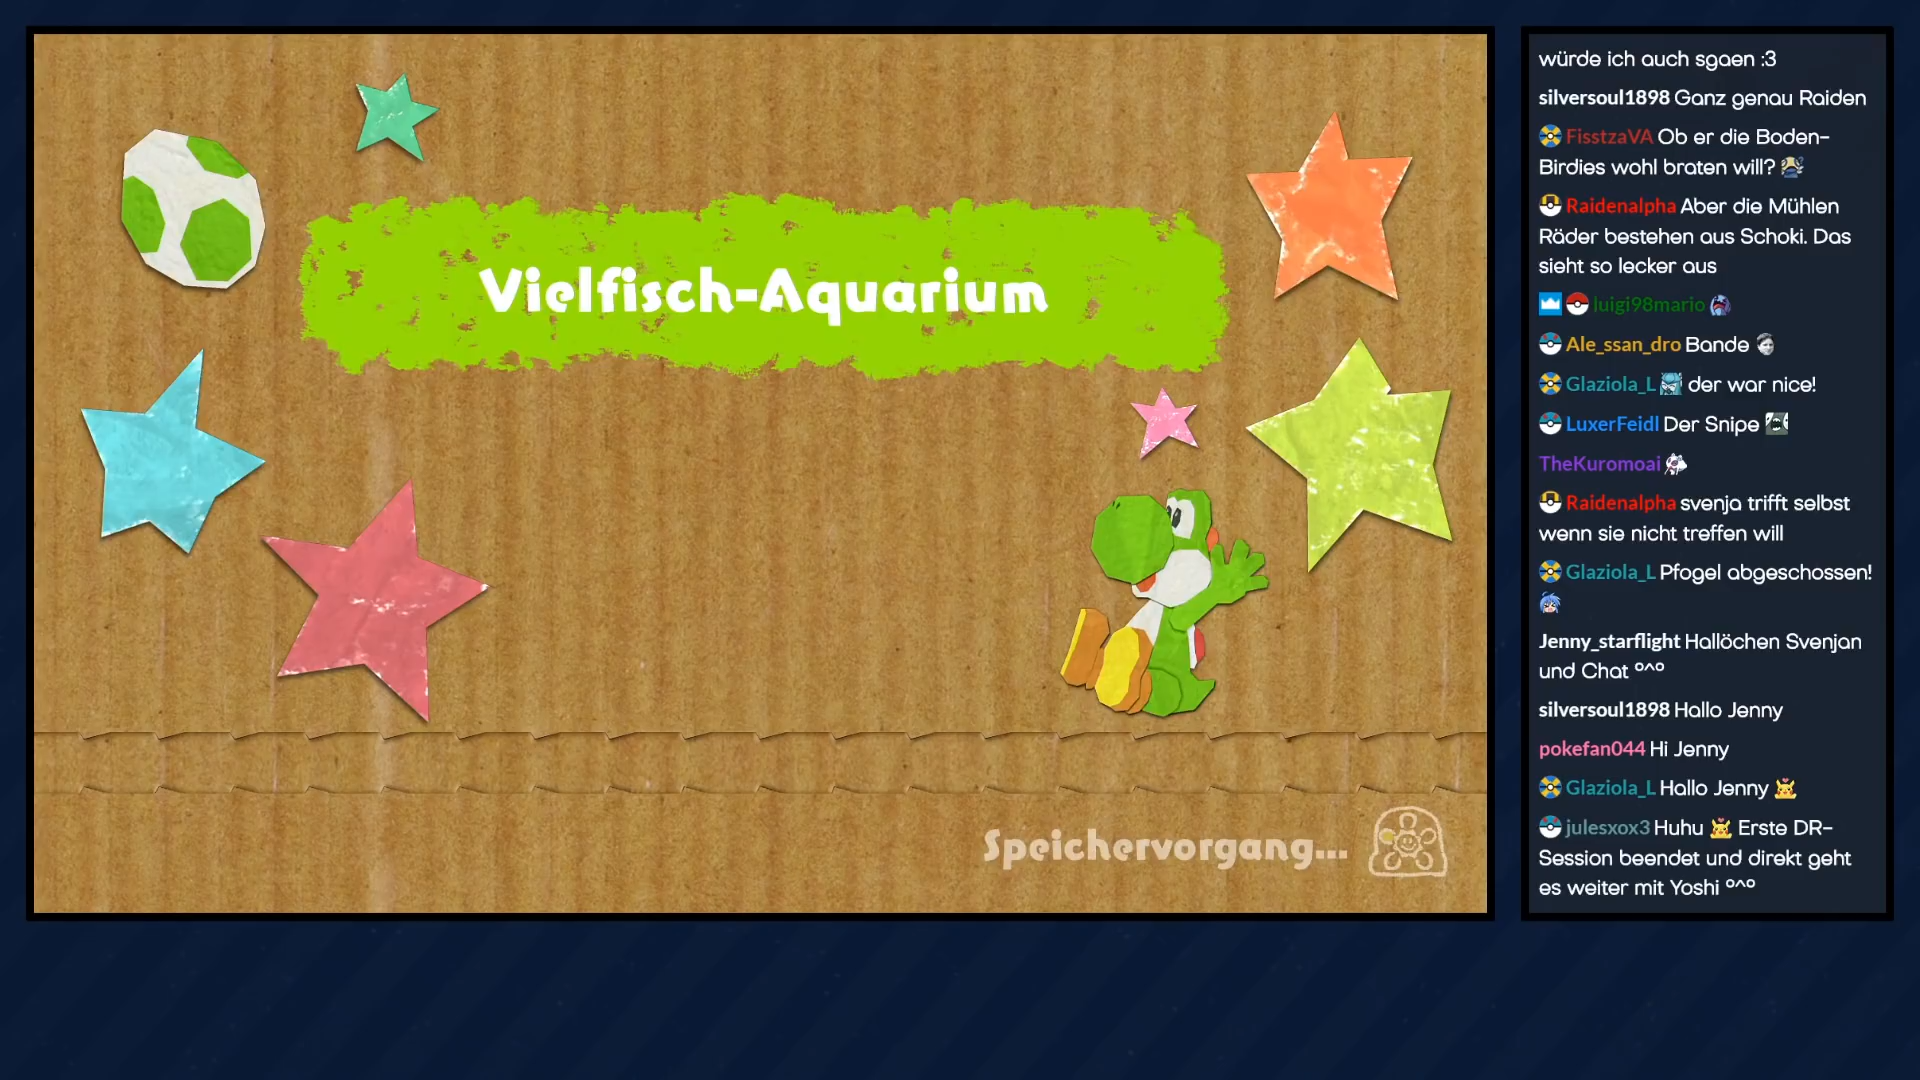 Vielfisch-Aquarium
Speichervorgang...
würde ich auch sgaen :3
silversoul1898 Ganz genau Raiden
FisstzaVA Ob er die Boden-
Birdies wohl braten will?
Raidenalpha Aber die Mühlen
Räder bestehen aus Schoki. Das
sieht so lecker aus
luigi98mario
Ale_ssan_dro Bande
Glaziola_L der war nice!
LuxerFeidl Der Snipe
TheKuromoai
Raidenalpha svenja trifft selbst
wenn sie nicht treffen will
Glaziola_L Pfogel abgeschossen!
Jenny_starflight Hallöchen Svenjan
und Chat °^°
silversoul1898 Hallo Jenny
pokefan044 Hi Jenny
Glaziola_L Hallo Jenny
julesxox3 Huhu Erste DR-
Session beendet und direkt geht
es weiter mit Yoshi °^°